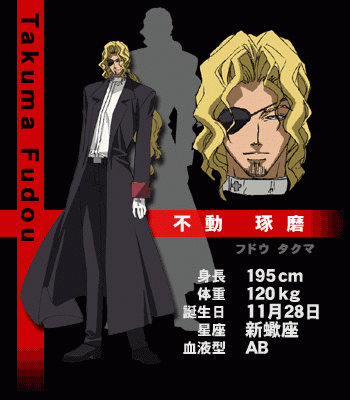 Takuma Fudou
不動 琢磨
フドウ タクマ
身長 195cm
体重 120kg
誕生日 11月28日
星座 新蠍座
血液型 AB